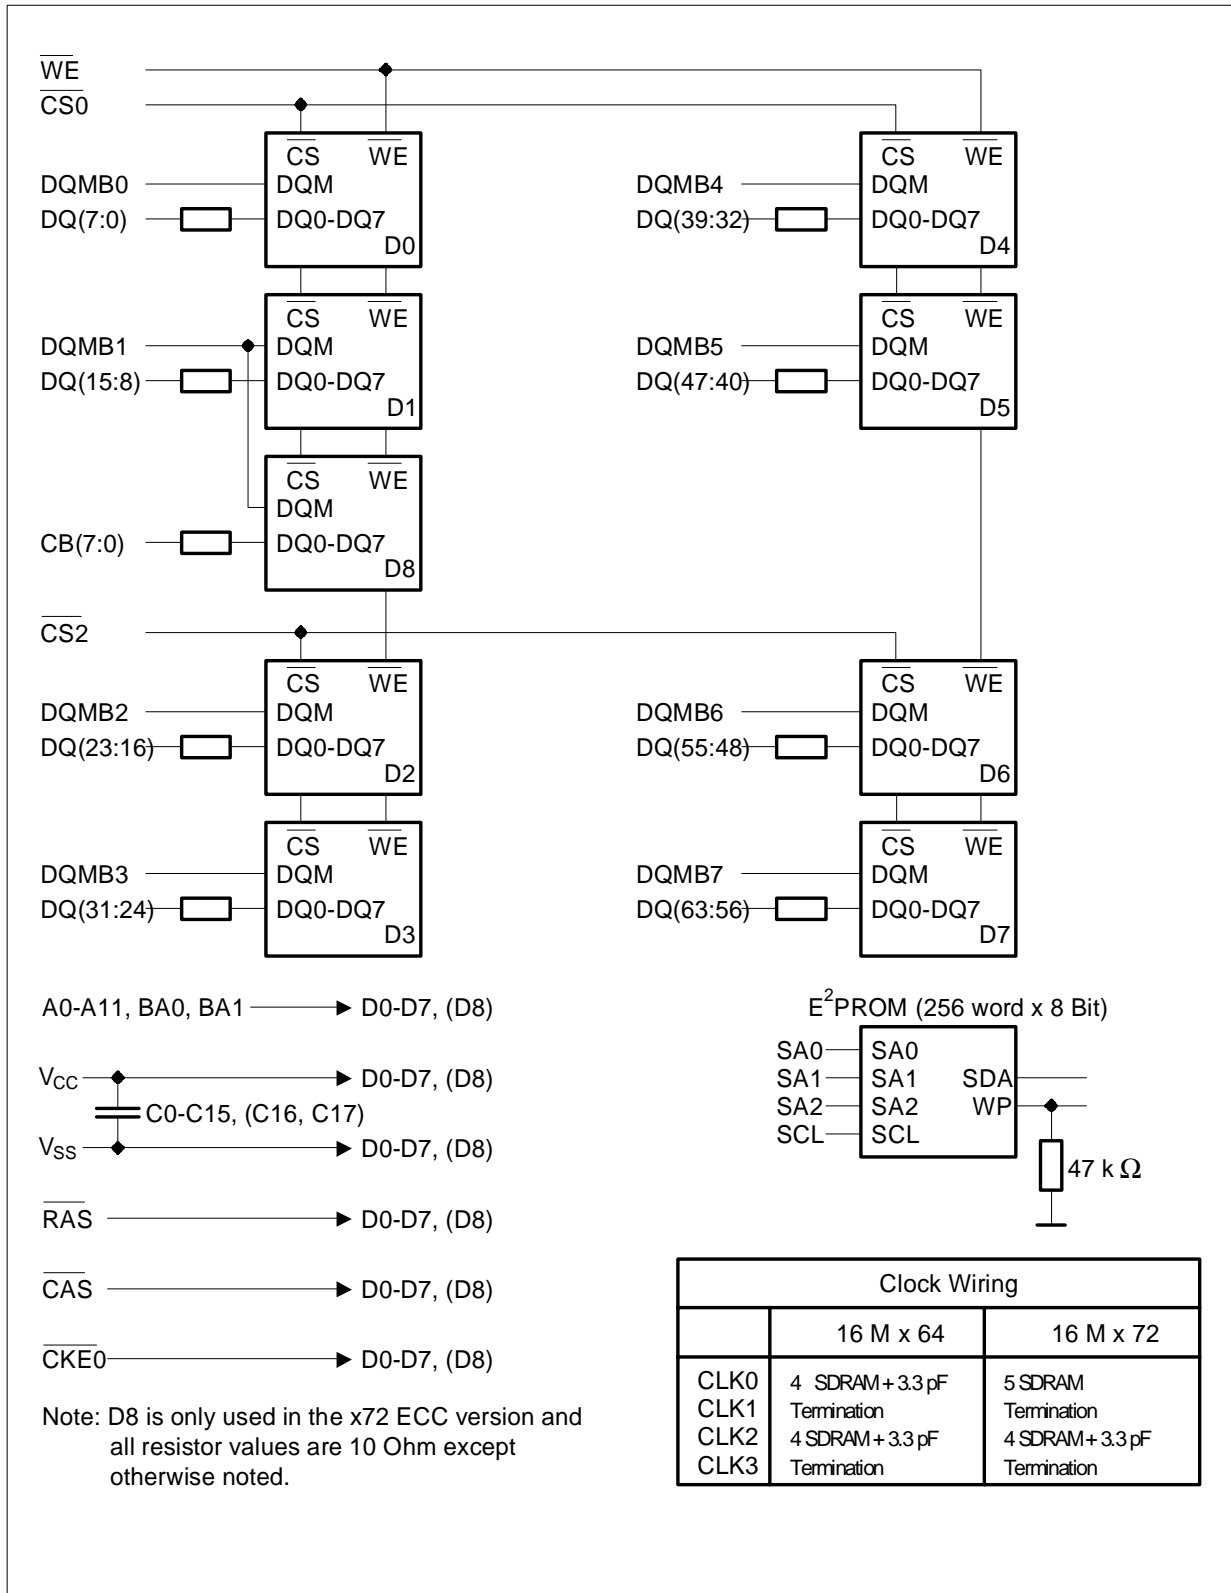 WE
CS0
CS WE
DQMB0 DQM
DQ(7:0) DQ0-DQ7
D0
CS WE
DQMB4 DQM
DQ(39:32) DQ0-DQ7
D4
CS WE
DQMB1 DQM
DQ(15:8) DQ0-DQ7
D1
CS WE
DQMB5 DQM
DQ(47:40) DQ0-DQ7
D5
CS WE
DQM
CB(7:0) DQ0-DQ7
D8
CS2
CS WE
DQMB2 DQM
DQ(23:16) DQ0-DQ7
D2
CS WE
DQMB6 DQM
DQ(55:48) DQ0-DQ7
D6
CS WE
DQMB3 DQM
DQ(31:24) DQ0-DQ7
D3
CS WE
DQMB7 DQM
DQ(63:56) DQ0-DQ7
D7
A0-A11, BA0, BA1 D0-D7, (D8)
VCC D0-D7, (D8)
C0-C15, (C16, C17)
VSS D0-D7, (D8)
RAS D0-D7, (D8)
CAS D0-D7, (D8)
CKE0 D0-D7, (D8)
Note: D8 is only used in the x72 ECC version and
all resistor values are 10 Ohm except
otherwise noted.
E²PROM (256 word x 8 Bit)
SA0 SA0
SA1 SA1 SDA
SA2 SA2 WP
SCL SCL
47 k Ω
Clock Wiring
16 M x 64 16 M x 72
CLK0 4 SDRAM + 3.3 pF 5 SDRAM
CLK1 Termination Termination
CLK2 4 SDRAM + 3.3 pF 4 SDRAM + 3.3 pF
CLK3 Termination Termination